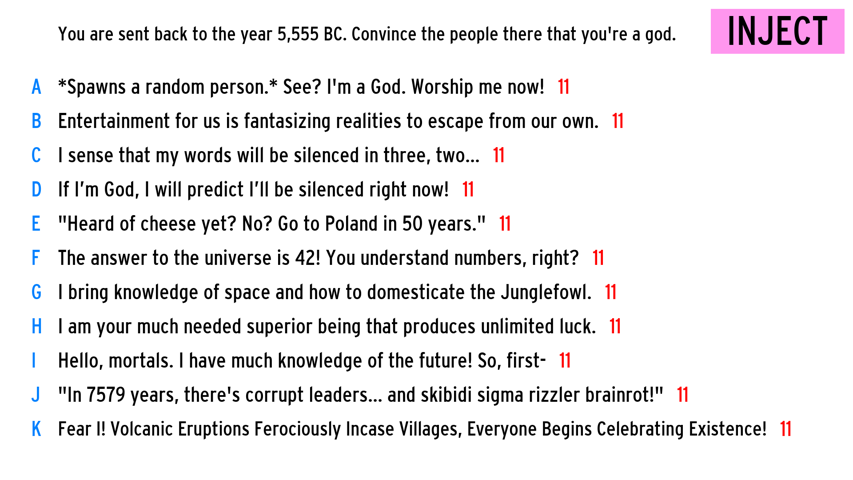 You are sent back to the year 5,555 BC. Convince the people there that you're a god.
INJECT
A *Spawns a random person.* See? I'm a God. Worship me now! 11
B Entertainment for us is fantasizing realities to escape from our own. 11
C I sense that my words will be silenced in three, two... 11
D If I’m God, I will predict I’ll be silenced right now! 11
E "Heard of cheese yet? No? Go to Poland in 50 years." 11
F The answer to the universe is 42! You understand numbers, right? 11
G I bring knowledge of space and how to domesticate the Junglefowl. 11
H I am your much needed superior being that produces unlimited luck. 11
I Hello, mortals. I have much knowledge of the future! So, first- 11
J "In 7579 years, there's corrupt leaders... and skibidi sigma rizzler brainrot!" 11
K Fear I! Volcanic Eruptions Ferociously Incase Villages, Everyone Begins Celebrating Existence! 11